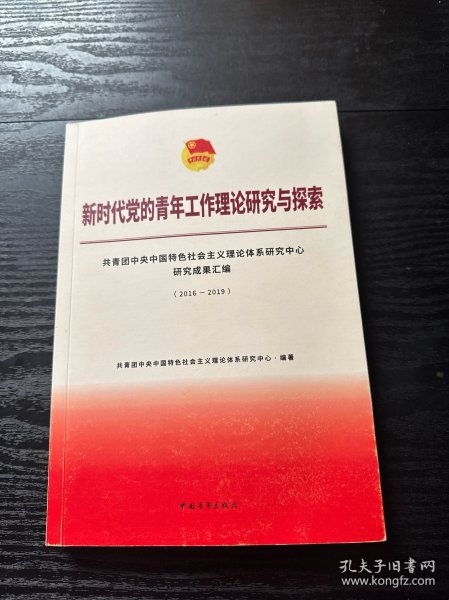 新时代党的青年工作理论研究与探索
共青团中央中国特色社会主义理论体系研究中心
研究成果汇编
（2016－2019）
共青团中央中国特色社会主义理论体系研究中心·编著
中国青年出版社
孔夫子旧书网
www.kongfz.com